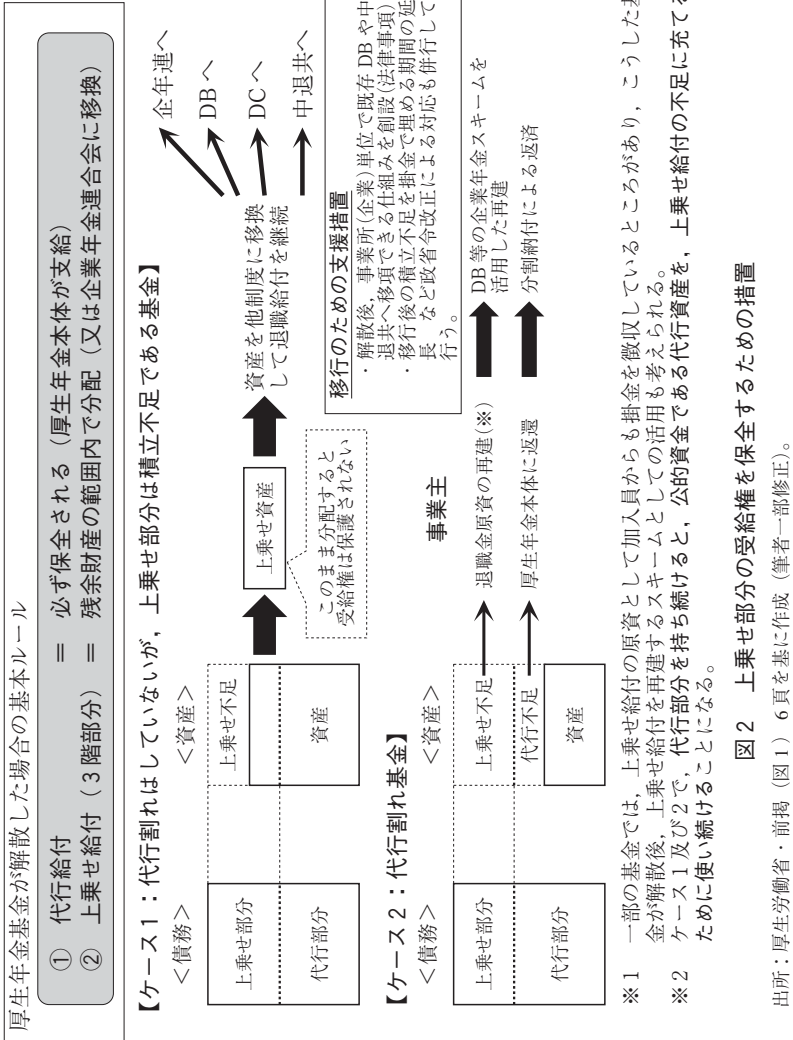 厚生年金基金が解散した場合の基本ルール
① 代行給付 = 必ず保全される（厚生年金本体が支給）
② 上乗せ給付（３階部分） = 残余財産の範囲内で分配（又は企業年金連合会に移換）
【ケース１：代行割れはしていないが，上乗せ部分は積立不足である基金】
＜債務＞
＜資産＞
上乗せ部分
代行部分
上乗せ不足
資産
上乗せ資産
このまま分配すると
受給権は保護されない
資産を他制度に移換
して退職給付を継続
企年連へ
DB へ
DC へ
中退共へ
移行のための支援措置
・解散後，事業所(企業)単位で既存 DB や中
退共へ移項できる仕組みを創設(法律事項)
・移行後の積立不足を掛金で埋める期間の延
長 など政省令改正による対応も併行して
行う。
【ケース２：代行割れ基金】
＜債務＞
＜資産＞
事業主
上乗せ部分
代行部分
上乗せ不足
代行不足
資産
退職金原資の再建(※)
厚生年金本体に返還
DB 等の企業年金スキームを
活用した再建
分割納付による返済
※１ 一部の基金では，上乗せ給付の原資として加入員からも掛金を徴収しているところがあり，こうした基
金が解散後，上乗せ給付を再建するスキームとしての活用も考えられる。
※２ ケース１及び２で，代行部分を持ち続けると，公的資金である代行資産を，上乗せ給付の不足に充てる
ために使い続けることになる。
図２ 上乗せ部分の受給権を保全するための措置
出所：厚生労働省・前掲（図１）６頁を基に作成（筆者一部修正）。